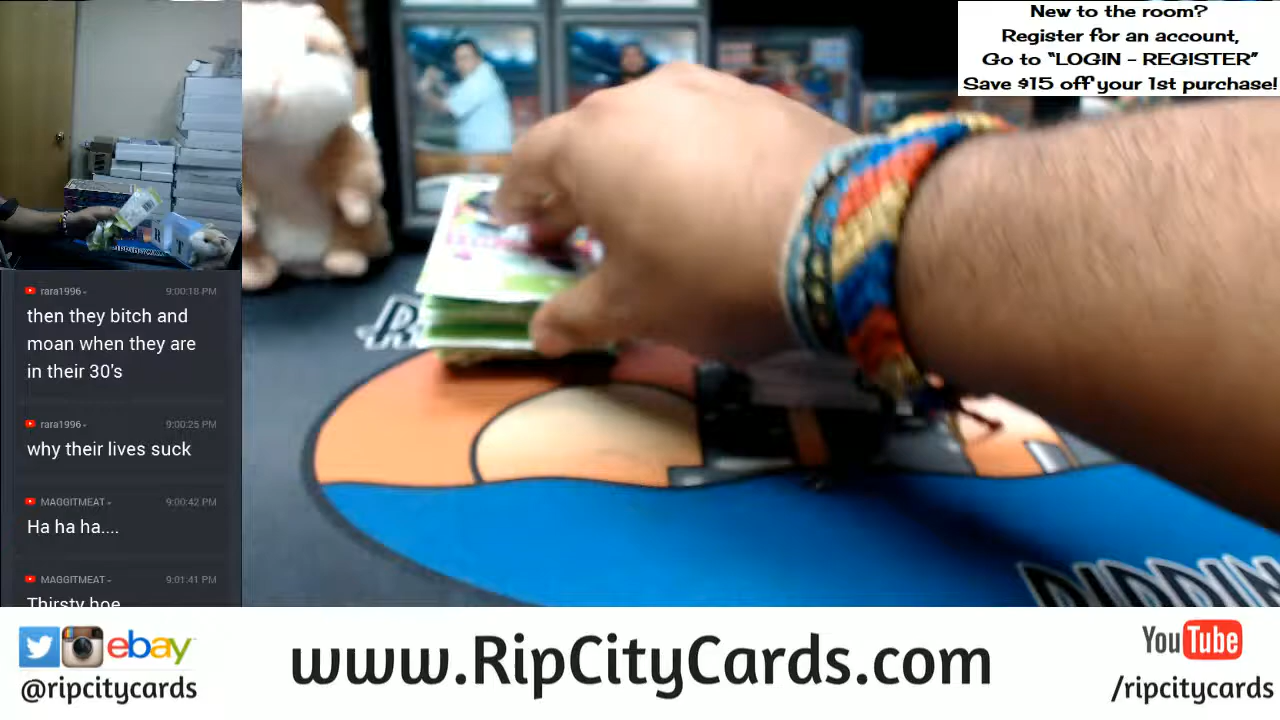 New to the room?
Register for an account,
Go to "LOGIN - REGISTER"
Save $15 off your 1st purchase!
rara1996 9:00:18 PM
then they bitch and
moan when they are
in their 30's
rara1996 9:00:25 PM
why their lives suck
MAGGITMEAT 9:00:42 PM
Ha ha ha....
MAGGITMEAT 9:01:41 PM
Thirsty hoe
RIPPIN
ebay
@ripcitycards
www.RipCityCards.com
YouTube
/ripcitycards